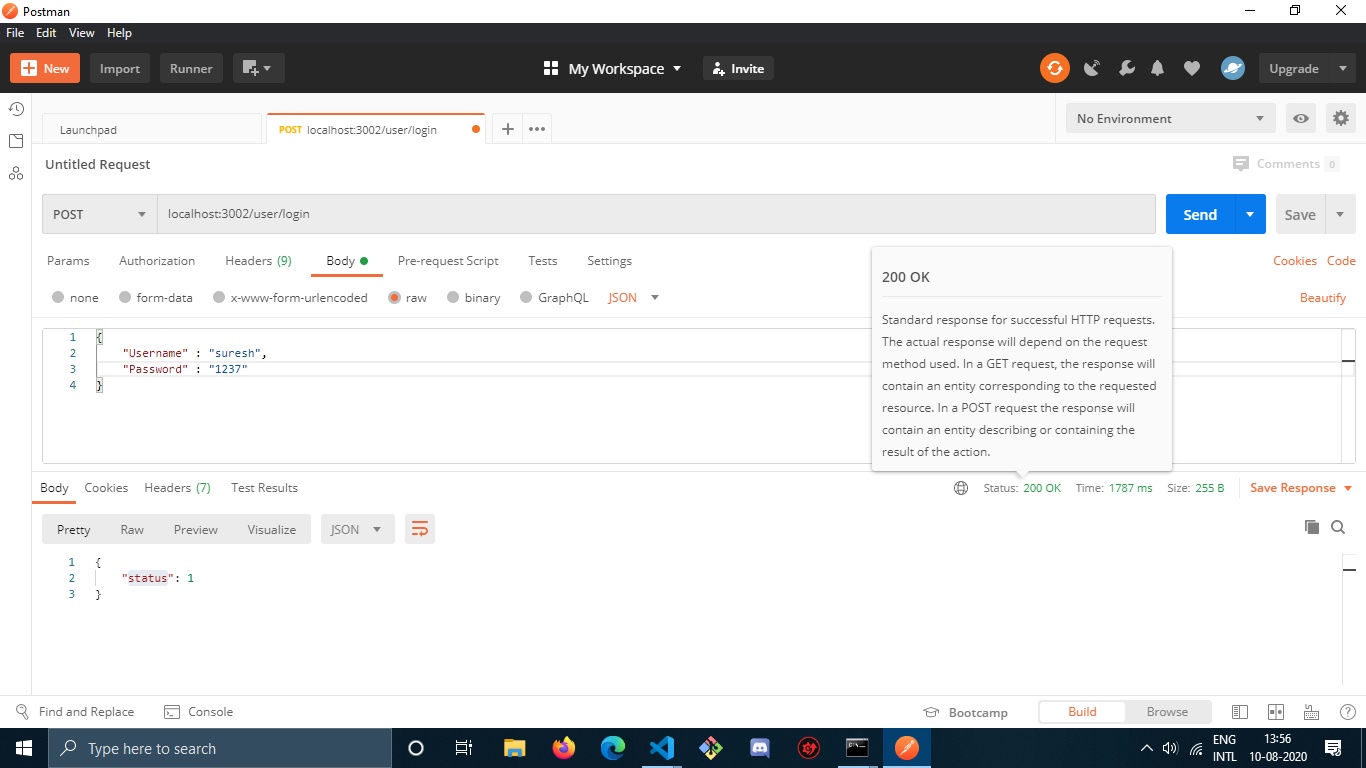 Postman
File Edit View Help
New Import Runner My Workspace Invite Upgrade
Launchpad POST localhost:3002/user/login No Environment
Untitled Request Comments 0
POST localhost:3002/user/login Send Save
Params Authorization Headers (9) Body Pre-request Script Tests Settings Cookies Code
none form-data x-www-form-urlencoded raw binary GraphQL JSON Beautify
200 OK
Standard response for successful HTTP requests.
The actual response will depend on the request
method used. In a GET request, the response will
contain an entity corresponding to the requested
resource. In a POST request the response will
contain an entity describing or containing the
result of the action.
1 {
2 "Username" : "suresh",
3 "Password" : "1237"
4 }
Body Cookies Headers (7) Test Results Status: 200 OK Time: 1787 ms Size: 255 B Save Response
Pretty Raw Preview Visualize JSON
1 {
2 "status": 1
3 }
Find and Replace Console Bootcamp Build Browse
Type here to search ENG 13:56
INTL 10-08-2020